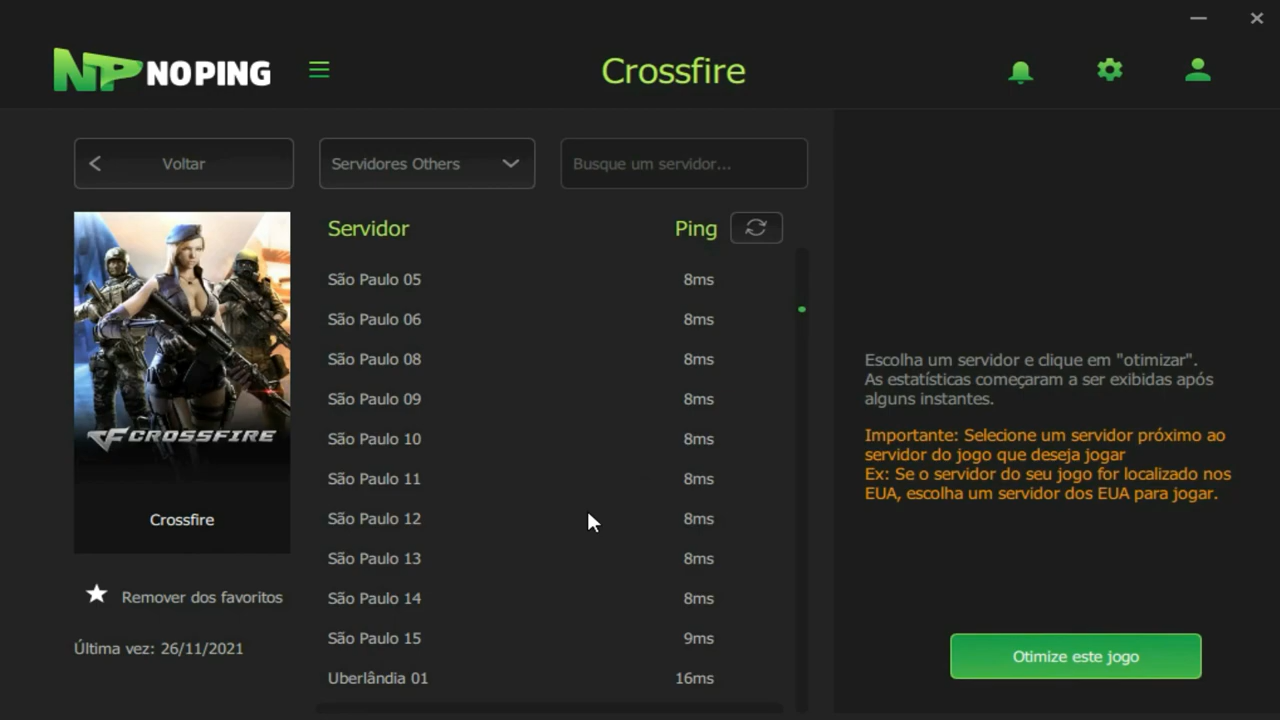 NP NOPING
Crossfire
Voltar
Servidores Others
Busque um servidor...
Servidor Ping
São Paulo 05 8ms
São Paulo 06 8ms
São Paulo 08 8ms
São Paulo 09 8ms
São Paulo 10 8ms
São Paulo 11 8ms
São Paulo 12 8ms
São Paulo 13 8ms
São Paulo 14 8ms
São Paulo 15 9ms
Uberlândia 01 16ms
CF CROSSFIRE
Crossfire
Remover dos favoritos
Última vez: 26/11/2021
Escolha um servidor e clique em "otimizar".
As estatísticas começaram a ser exibidas após
alguns instantes.
Importante: Selecione um servidor próximo ao
servidor do jogo que deseja jogar
Ex: Se o servidor do seu jogo for localizado nos
EUA, escolha um servidor dos EUA para jogar.
Otimize este jogo